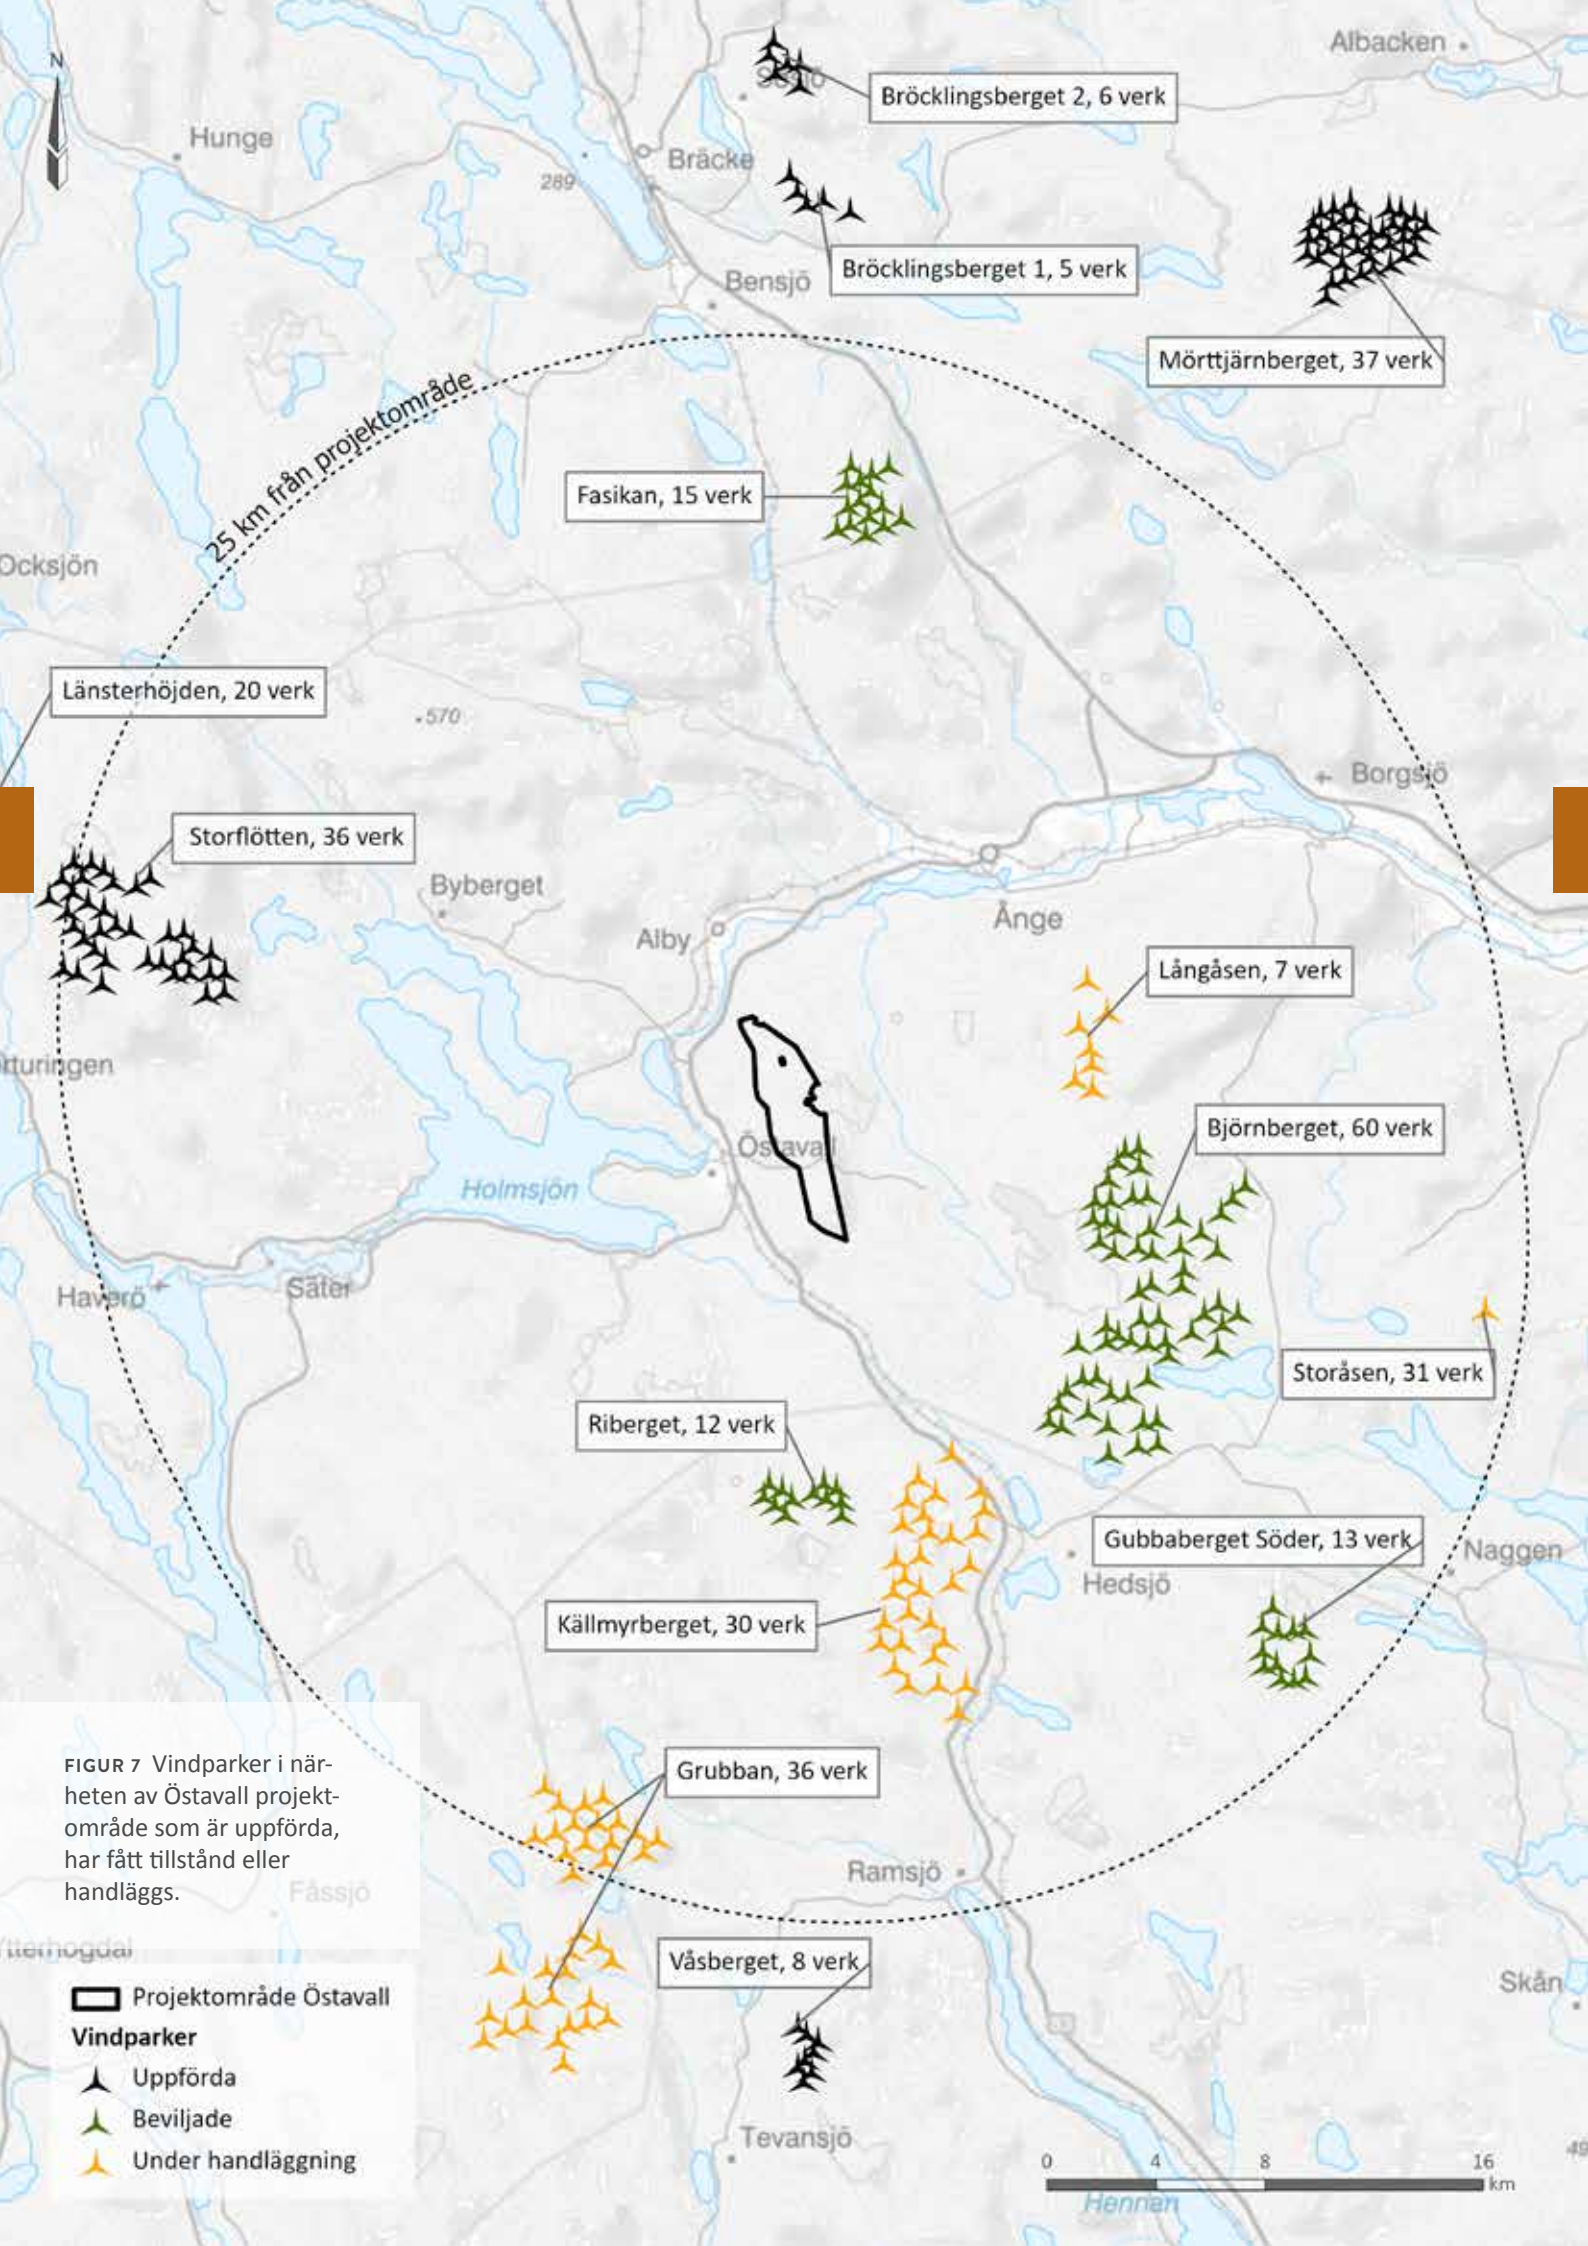 N
Albacken
Bröcklingsberget 2, 6 verk
Hunge
Bräcke
289
Bröcklingsberget 1, 5 verk
Bensjö
Mörttjärnberget, 37 verk
25 km från projektområde
Fasikan, 15 verk
Ocksjön
Länsterhöjden, 20 verk
570
Borgsjö
Storflötten, 36 verk
Byberget
Ånge
Alby
Långåsen, 7 verk
rturingen
Björnberget, 60 verk
Östavall
Holmsjön
Haverö
Säter
Storåsen, 31 verk
Riberget, 12 verk
Gubbaberget Söder, 13 verk
Naggen
Hedsjö
Källmyrberget, 30 verk
Grubban, 36 verk
FIGUR 7 Vindparker i när-
heten av Östavall projekt-
område som är uppförda,
har fått tillstånd eller
handläggs.
Ramsjö
Fåssjö
tterhogdal
Våsberget, 8 verk
Skån
Projektområde Östavall
Vindparker
Uppförda
Beviljade
Under handläggning
Tevansjö
0 4 8 16
km
Hennan
49